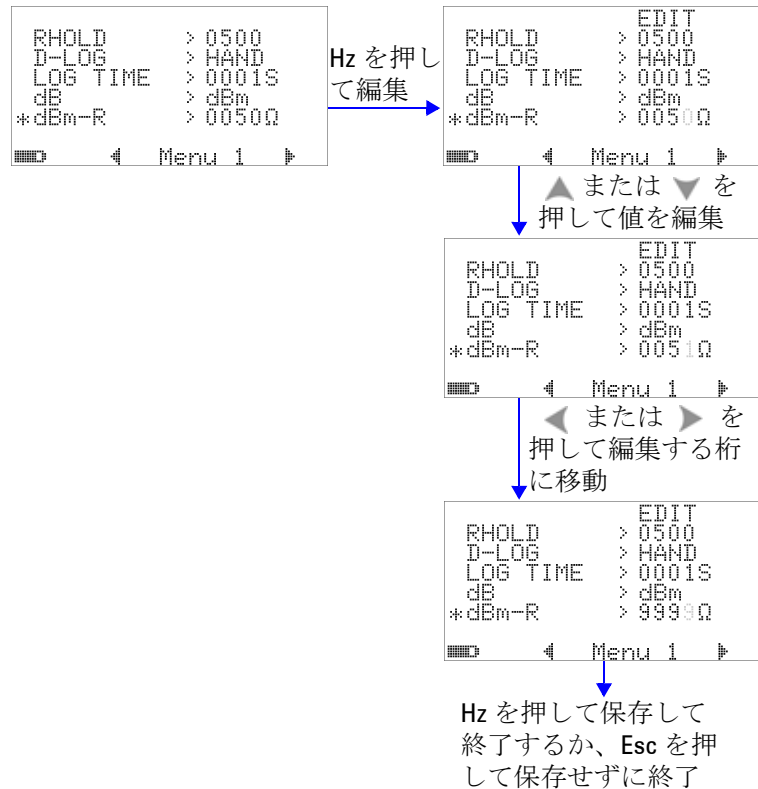 RHOLD > 0500
D-LOG > HAND
LOG TIME > 0001S
dB > dBm
*dBm-R > 0050Ω
Menu 1
Hz を押し
て編集
EDIT
RHOLD > 0500
D-LOG > HAND
LOG TIME > 0001S
dB > dBm
*dBm-R > 0050Ω
Menu 1
または を
押して値を編集
EDIT
RHOLD > 0500
D-LOG > HAND
LOG TIME > 0001S
dB > dBm
*dBm-R > 0051Ω
Menu 1
または を
押して編集する桁
に移動
EDIT
RHOLD > 0500
D-LOG > HAND
LOG TIME > 0001S
dB > dBm
*dBm-R > 9999Ω
Menu 1
Hz を押して保存して
終了するか、Esc を押
して保存せずに終了